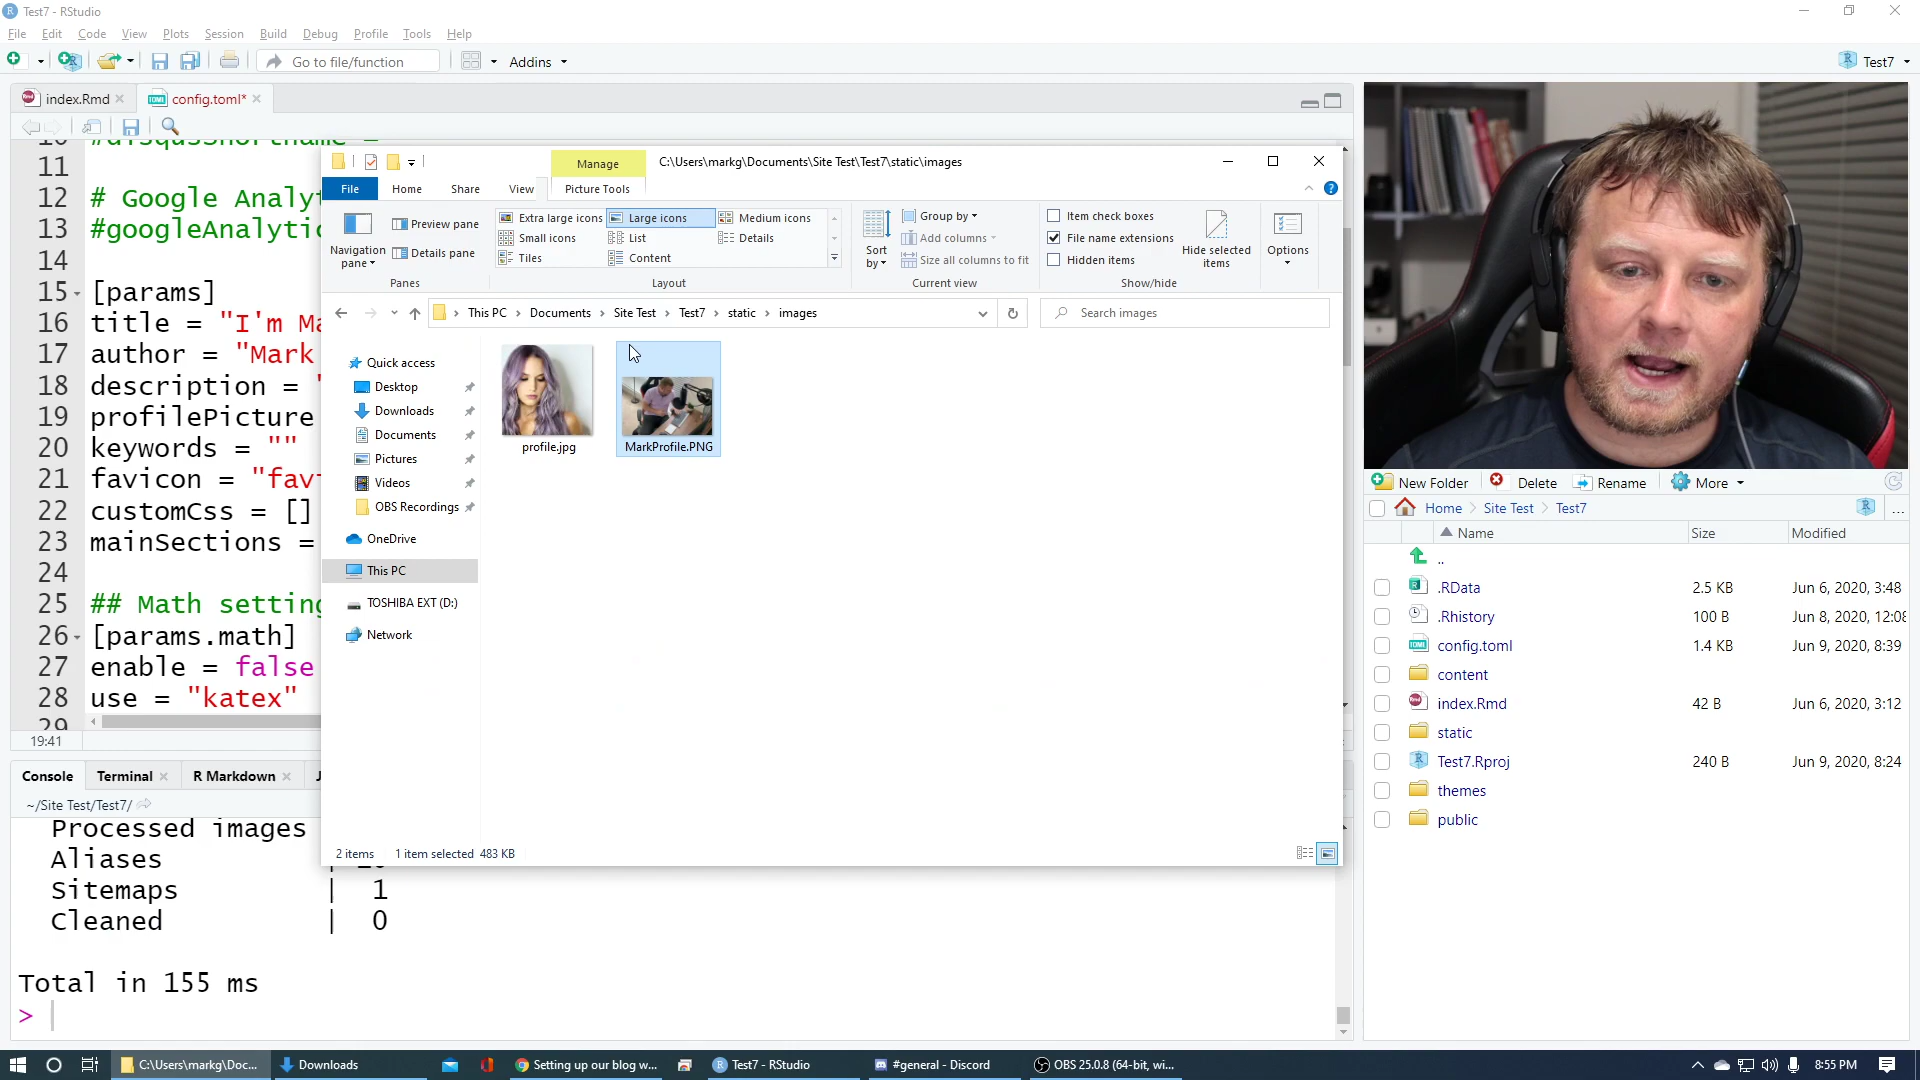 Test7 - RStudio
File Edit Code View Plots Session Build Debug Profile Tools Help
Go to file/function Addins Test7
index.Rmd config.toml*
11
12 # Google Analyt
13 #googleAnalytic
14
15 [params]
16 title = "I'm Ma
17 author = "Mark
18 description = "
19 profilePicture
20 keywords = ""
21 favicon = "fav
22 customCss = []
23 mainSections =
24
25 ## Math setting
26 [params.math]
27 enable = false
28 use = "katex"
29
19:41
Console Terminal R Markdown
~/Site Test/Test7/
Processed images
Aliases
Sitemaps | 1
Cleaned | 0
Total in 155 ms
>
Manage C:\Users\markg\Documents\Site Test\Test7\static\images
File Home Share View Picture Tools
Navigation pane
Preview pane
Details pane
Panes
Extra large icons Large icons Medium icons
Small icons List Details
Tiles Content
Layout
Sort by
Group by
Add columns
Size all columns to fit
Current view
Item check boxes
File name extensions
Hidden items
Hide selected items
Show/hide
Options
This PC > Documents > Site Test > Test7 > static > images
Search images
Quick access
Desktop
Downloads
Documents
Pictures
Videos
OBS Recordings
OneDrive
This PC
TOSHIBA EXT (D:)
Network
profile.jpg
MarkProfile.PNG
2 items 1 item selected 483 KB
New Folder Delete Rename More
Home Site Test Test7 ...
Name Size Modified
..
.RData 2.5 KB Jun 6, 2020, 3:48
.Rhistory 100 B Jun 8, 2020, 12:08
config.toml 1.4 KB Jun 9, 2020, 8:39
content
index.Rmd 42 B Jun 6, 2020, 3:12
static
Test7.Rproj 240 B Jun 9, 2020, 8:24
themes
public
C:\Users\markg\Doc... Downloads Setting up our blog w... Test7 - RStudio #general - Discord OBS 25.0.8 (64-bit, wi... 8:55 PM